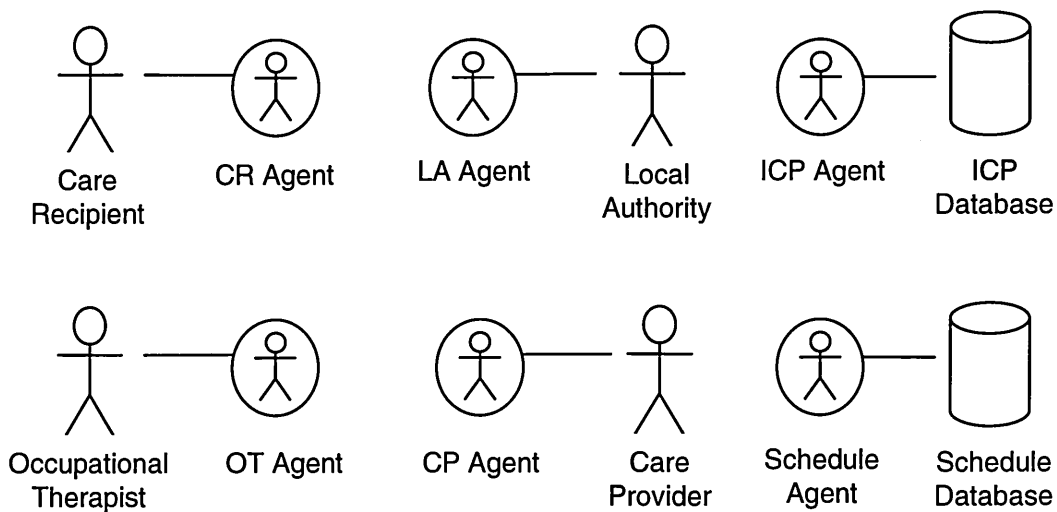 Care
Recipient
CR Agent
LA Agent
Local
Authority
ICP Agent
ICP
Database
Occupational
Therapist
OT Agent
CP Agent
Care
Provider
Schedule
Agent
Schedule
Database